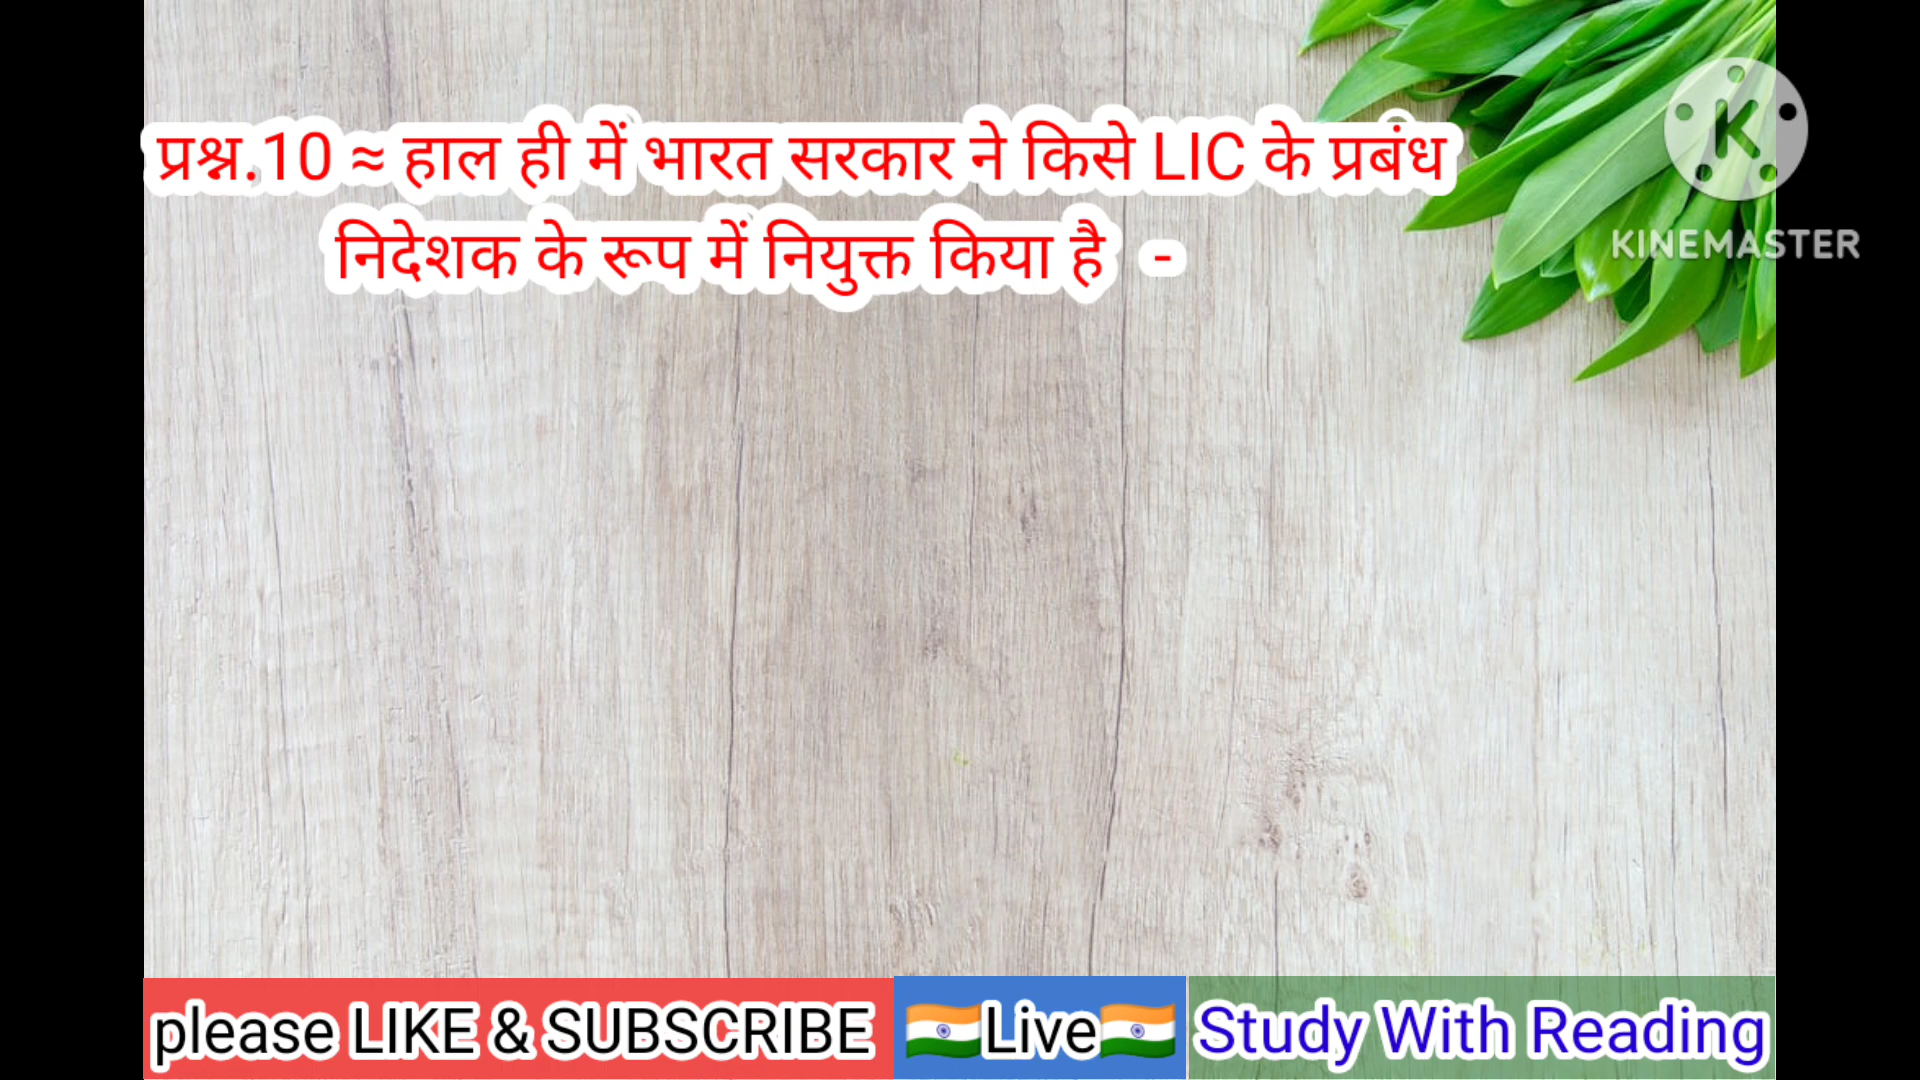 प्रश्न.10 ≈ हाल ही में भारत सरकार ने किसे LIC के प्रबंध
निदेशक के रूप में नियुक्त किया है -
K
KINEMASTER
please LIKE & SUBSCRIBE 🇮🇳Live🇮🇳 Study With Reading